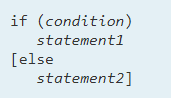 if (condition)
   statement1
[else
   statement2]